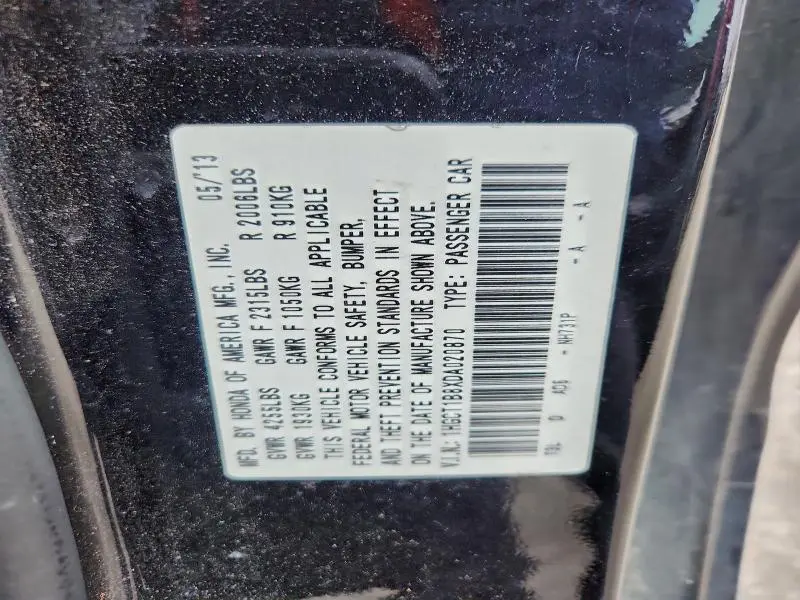 MFD. BY HONDA OF AMERICA MFG., INC. 05/'13
GVWR 4255LBS GAWR F 2315LBS R 2006LBS
GVWR 1930KG GAWR F 1050KG R 910KG
THIS VEHICLE CONFORMS TO ALL APPLICABLE
FEDERAL MOTOR VEHICLE SAFETY, BUMPER,
AND THEFT PREVENTION STANDARDS IN EFFECT
ON THE DATE OF MANUFACTURE SHOWN ABOVE.
V.I.N.: 1HGCT1B8XDA020870 TYPE: PASSENGER CAR
T3L D AD6 - NH731P - A - A